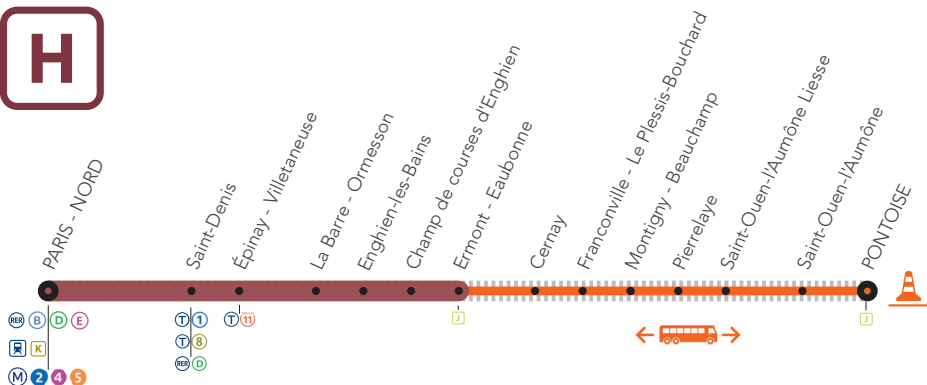 H
PARIS - NORD
Saint-Denis
Épinay - Villetaneuse
La Barre - Ormesson
Enghien-les-Bains
Champ de courses d'Enghien
Ermont - Eaubonne
Cernay
Franconville - Le Plessis-Bouchard
Montigny - Beauchamp
Pierrelaye
Saint-Ouen-l'Aumône Liesse
Saint-Ouen-l'Aumône
PONTOISE
RER B D E
K
M 2 4 5
T 1
T 8
RER D
T 11
J
J